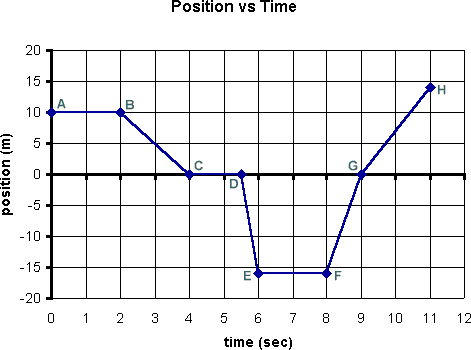 Position vs Time
20
15
10
5
0
-5
-10
-15
-20
position (m)
A
B
C
D
E
F
G
H
0 1 2 3 4 5 6 7 8 9 10 11 12
time (sec)